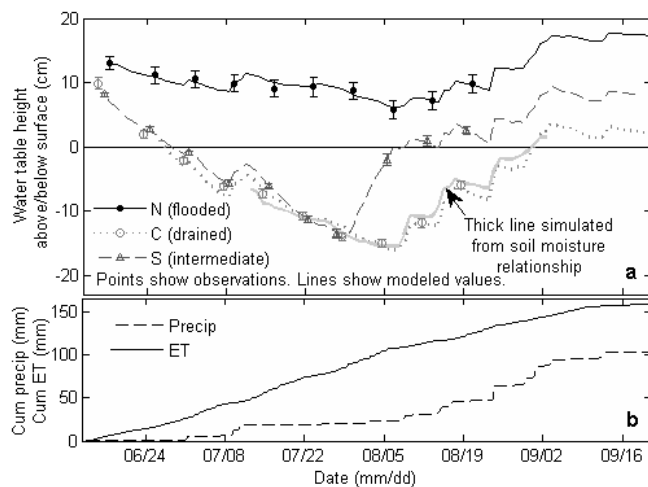 20
10
0
-10
-20
Water table height
above/below surface (cm)
N (flooded)
C (drained)
S (intermediate)
Points show observations. Lines show modeled values.
Thick line simulated
from soil moisture
relationship
a
150
100
50
0
Cum precip (mm)
Cum ET (mm)
Precip
ET
b
06/24 07/08 07/22 08/05 08/19 09/02 09/16
Date (mm/dd)